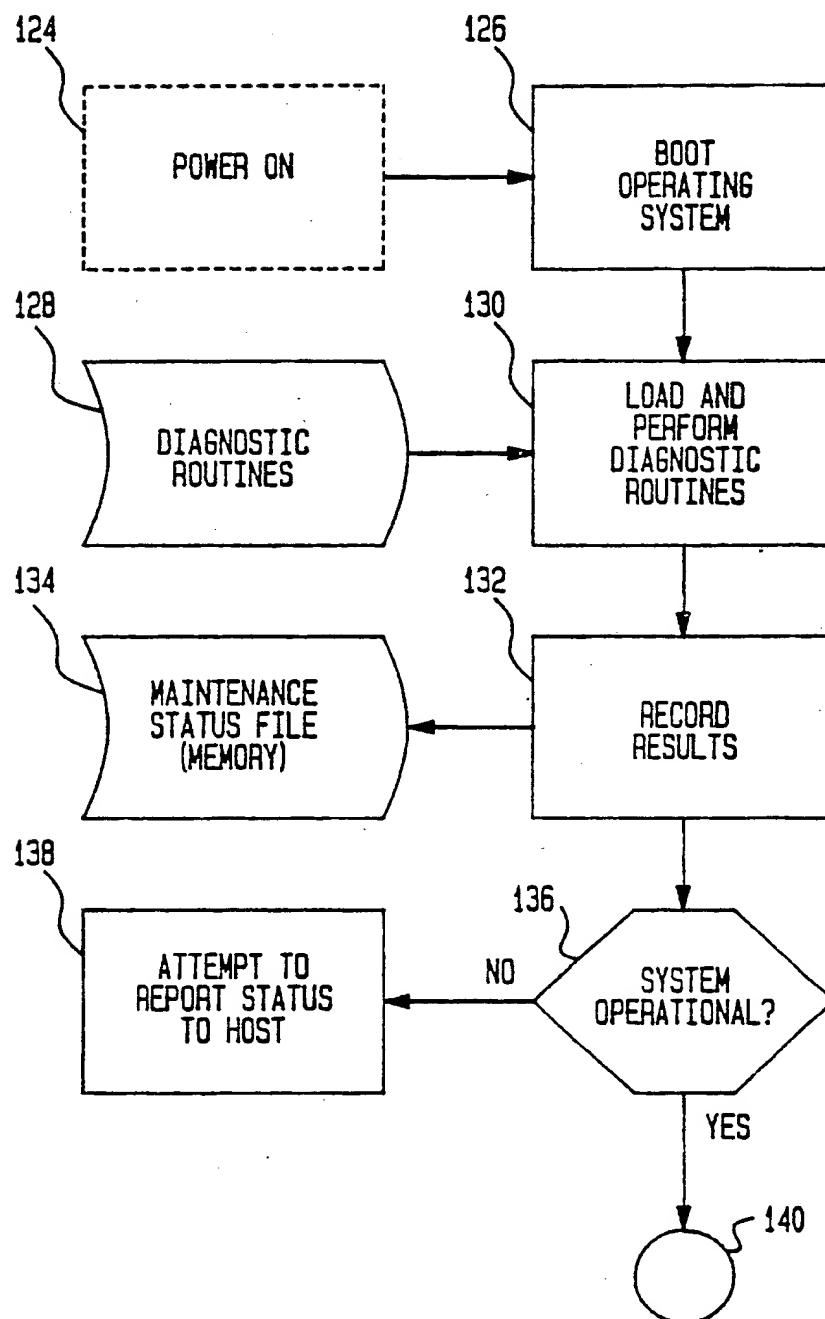 124
126
POWER ON
BOOT
OPERATING
SYSTEM
128
130
DIAGNOSTIC
ROUTINES
LOAD AND
PERFORM
DIAGNOSTIC
ROUTINES
134
132
MAINTENANCE
STATUS FILE
(MEMORY)
RECORD
RESULTS
138
136
ATTEMPT TO
REPORT STATUS
TO HOST
NO
SYSTEM
OPERATIONAL?
YES
140